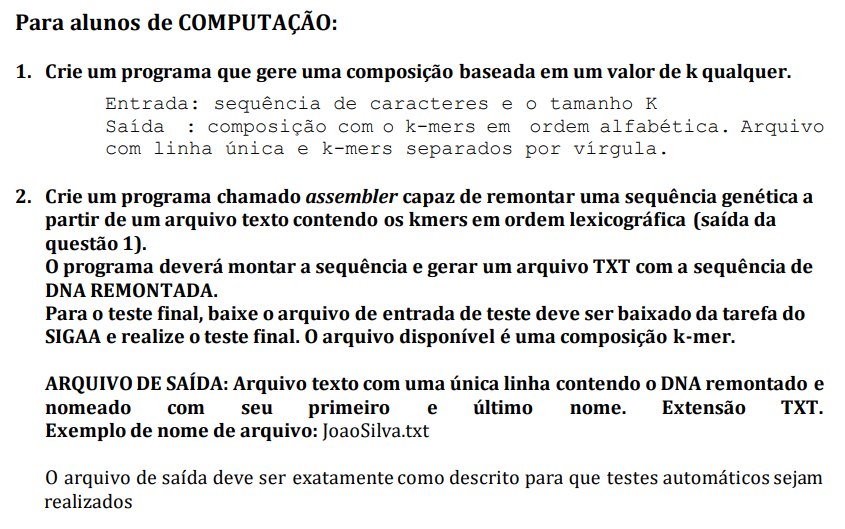 Para alunos de COMPUTAÇÃO:
1. Crie um programa que gere uma composição baseada em um valor de k qualquer.
Entrada: sequência de caracteres e o tamanho K
Saída : composição com o k-mers em ordem alfabética. Arquivo
com linha única e k-mers separados por vírgula.
2. Crie um programa chamado assembler capaz de remontar uma sequência genética a
partir de um arquivo texto contendo os kmers em ordem lexicográfica (saída da
questão 1).
O programa deverá montar a sequência e gerar um arquivo TXT com a sequência de
DNA REMONTADA.
Para o teste final, baixe o arquivo de entrada de teste deve ser baixado da tarefa do
SIGAA e realize o teste final. O arquivo disponível é uma composição k-mer.
ARQUIVO DE SAÍDA: Arquivo texto com uma única linha contendo o DNA remontado e
nomeado com seu primeiro e último nome. Extensão TXT.
Exemplo de nome de arquivo: JoaoSilva.txt
O arquivo de saída deve ser exatamente como descrito para que testes automáticos sejam
realizados